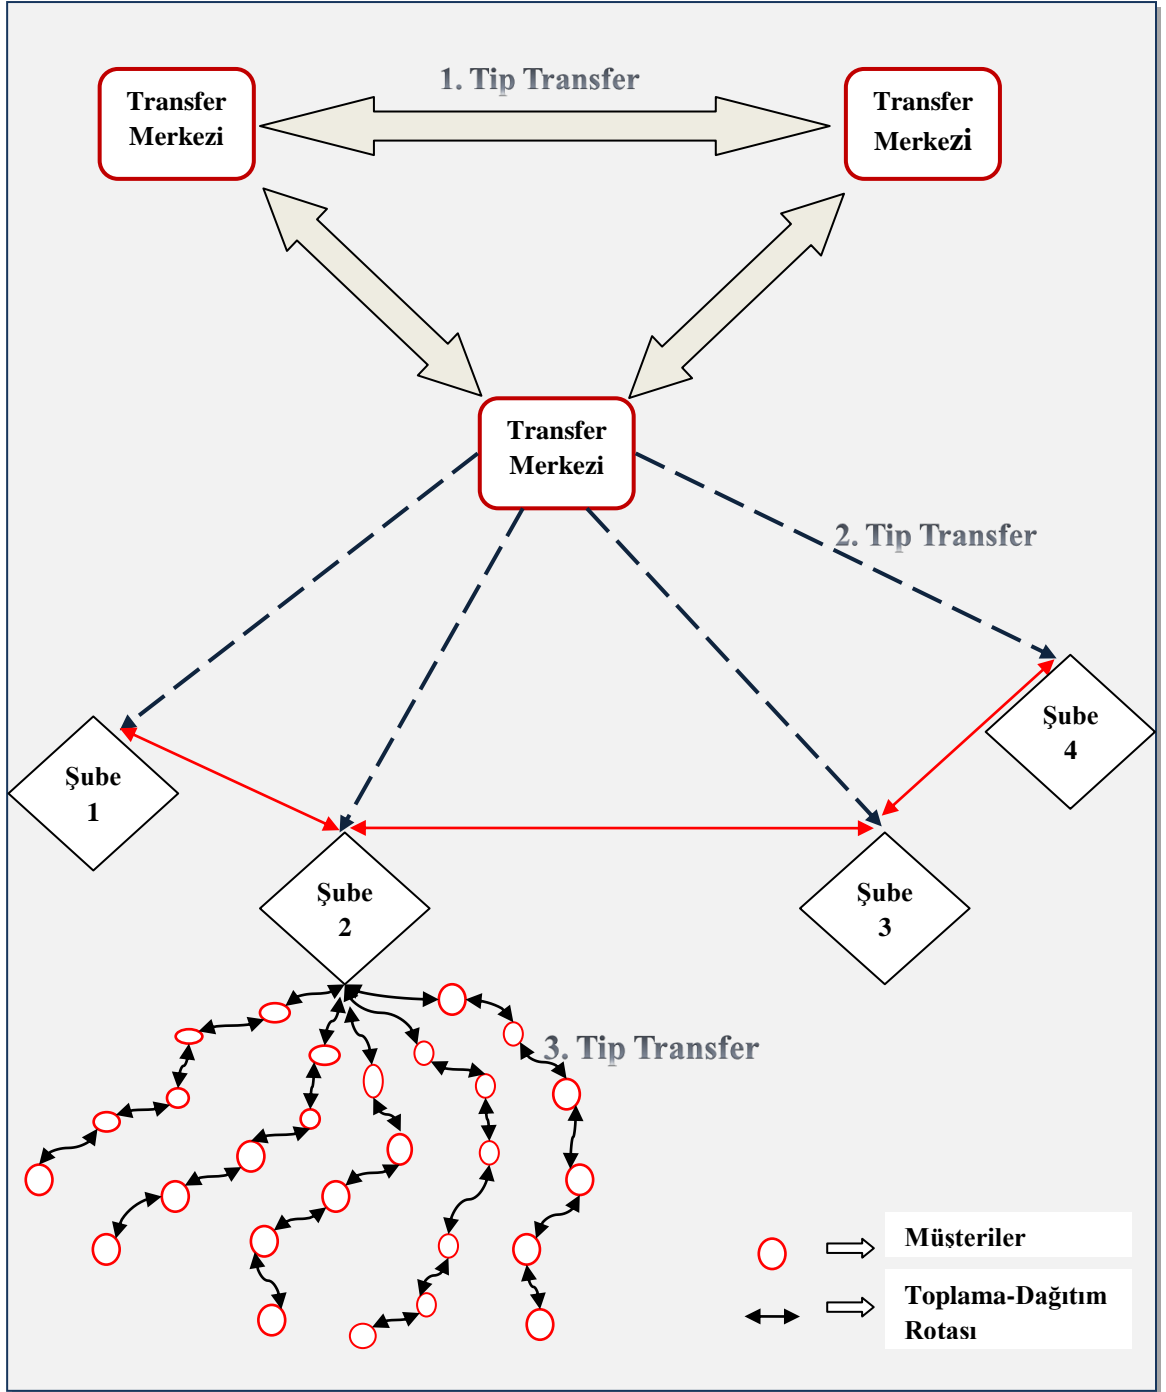 1. Tip Transfer
Transfer
Merkezi
Transfer
Merkezi
Transfer
Merkezi
2. Tip Transfer
Şube
4
Şube
1
Şube
2
Şube
3
3. Tip Transfer
Müşteriler
Toplama-Dağıtım
Rotası